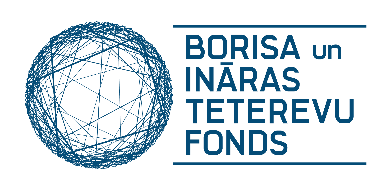 BORISA un
INĀRAS
TETEREVU
FONDS